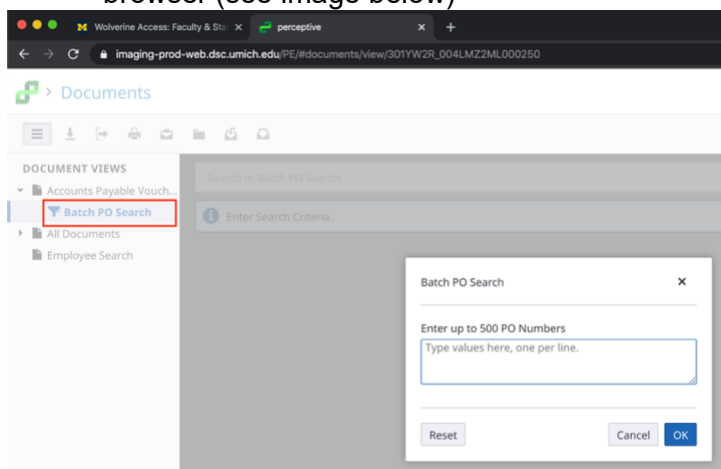 browser (see image below)
Wolverine Access: Faculty & Sta
perceptive
imaging-prod-web.dsc.umich.edu/PE/#documents/view/301YW2R_004LMZ2ML000250
> Documents
DOCUMENT VIEWS
Accounts Payable Vouch...
Batch PO Search
All Documents
Employee Search
Search in Batch PO Search:
Enter Search Criteria.
Batch PO Search
Enter up to 500 PO Numbers
Type values here, one per line.
Reset
Cancel
OK